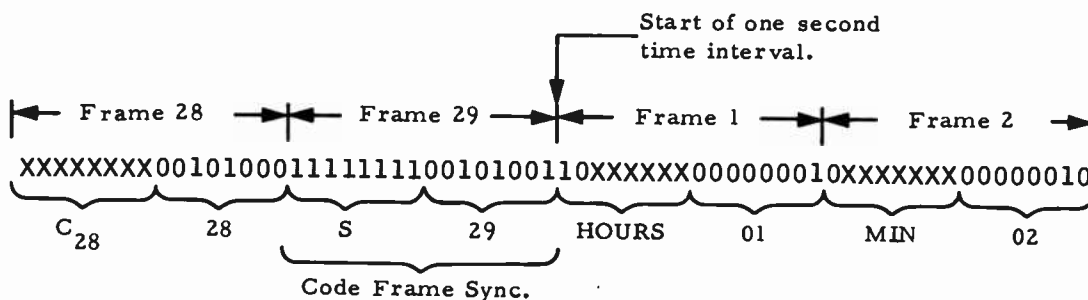 Start of one second
time interval.
Frame 28 Frame 29 Frame 1 Frame 2
XXXXXXXX00101000111111110010100110XXXXXX000000010XXXXXXX00000010
C28 28 S 29 HOURS 01 MIN 02
Code Frame Sync.